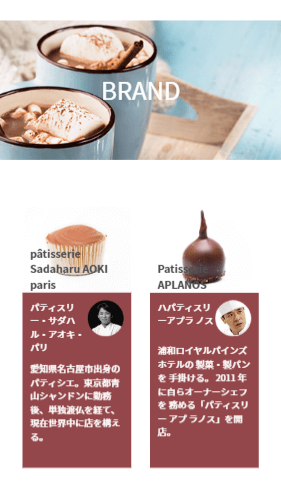 BRAND
pâtisserie
Sadaharu AOKI
paris
パティスリ
ー・サダハ
ル・アオキ・
パリ
愛知県名古屋市出身の
パティシエ。東京都青
山シャンドンに勤務
後、単独渡仏を経て、
現在世界中に店を構え
る。
Patisserie
APLANOS
ハパティスリ
ーアプラ ノス
浦和ロイヤルパインズ
ホテルの 製菓・製パン
を 手掛ける。 2011 年
に自らオーナーシェフ
を 務める「パティスリ
ー アプ ラノス」を開
店。